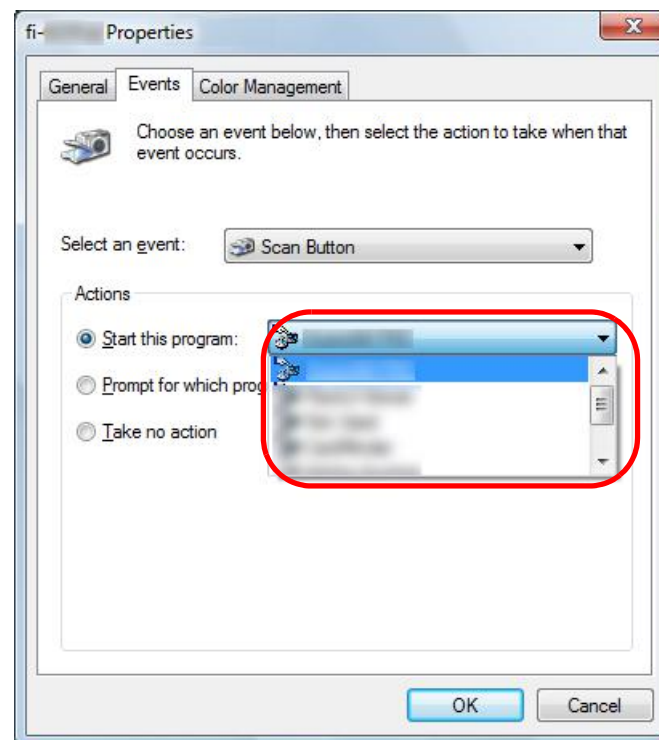 fi- Properties
General Events Color Management
Choose an event below, then select the action to take when that
event occurs.
Select an event: Scan Button
Actions
Start this program:
Prompt for which prog
Take no action
OK Cancel